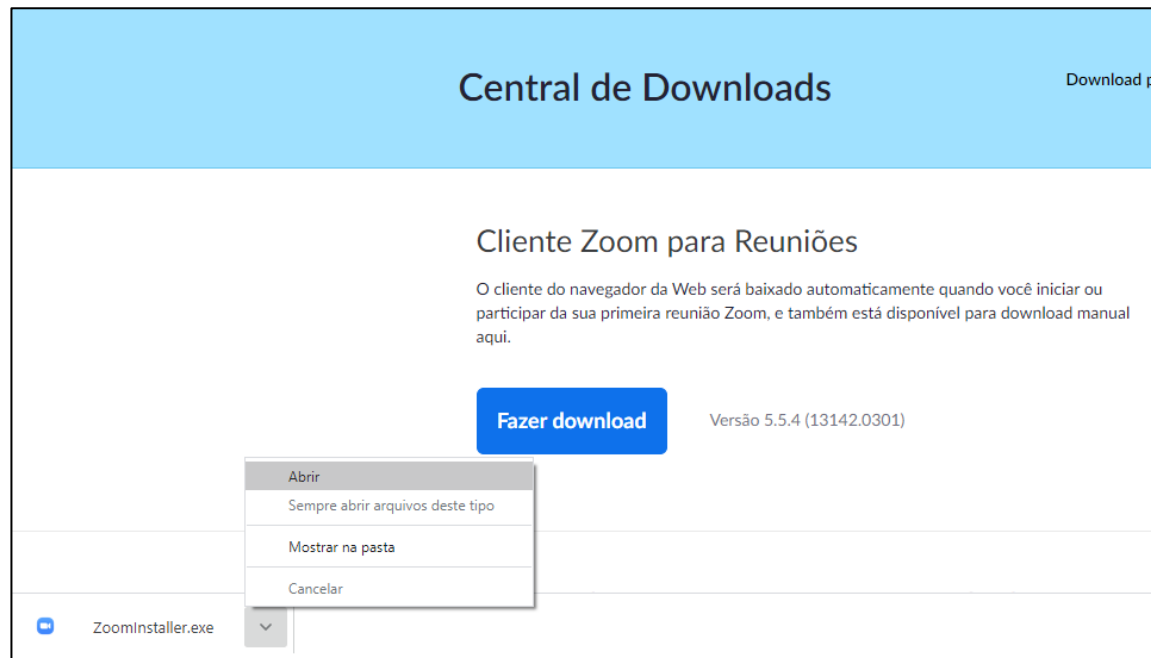 Central de Downloads
Download p
Cliente Zoom para Reuniões
O cliente do navegador da Web será baixado automaticamente quando você iniciar ou
participar da sua primeira reunião Zoom, e também está disponível para download manual
aqui.
Fazer download
Versão 5.5.4 (13142.0301)
Abrir
Sempre abrir arquivos deste tipo
Mostrar na pasta
Cancelar
ZoomInstaller.exe